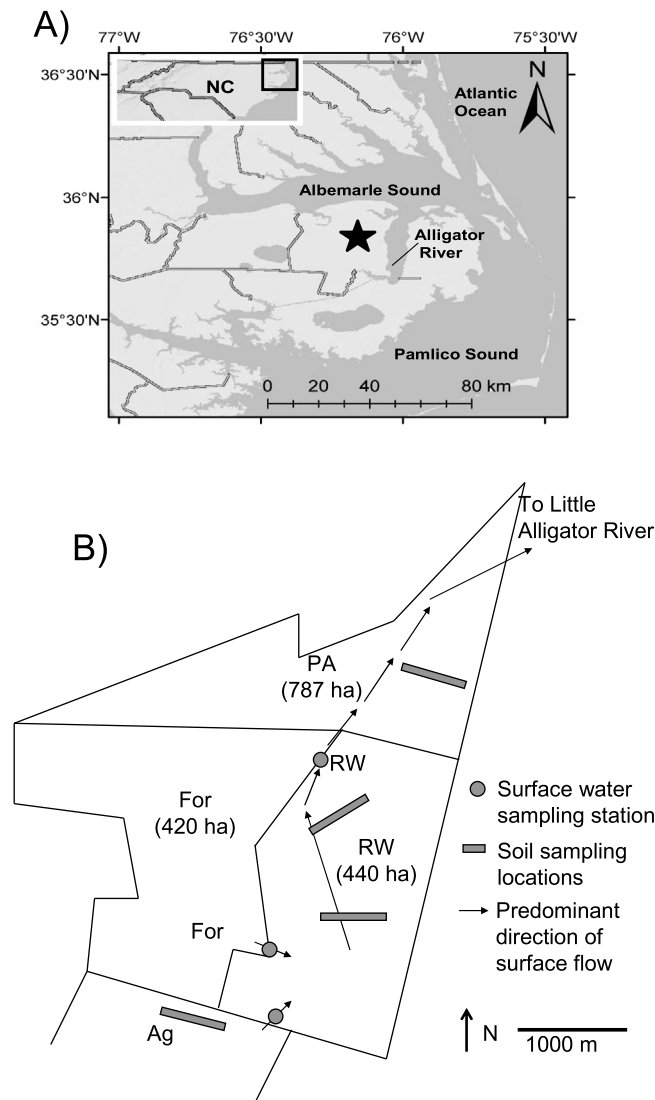 A)
77°W
76°30'W
76°W
75°30'W
36°30'N
36°N
35°30'N
NC
N
Atlantic
Ocean
Albemarle Sound
Alligator
River
Pamlico Sound
0 20 40 80 km
B)
To Little
Alligator River
PA
(787 ha)
RW
For
(420 ha)
RW
(440 ha)
For
Ag
Surface water
sampling station
Soil sampling
locations
Predominant
direction of
surface flow
N
1000 m